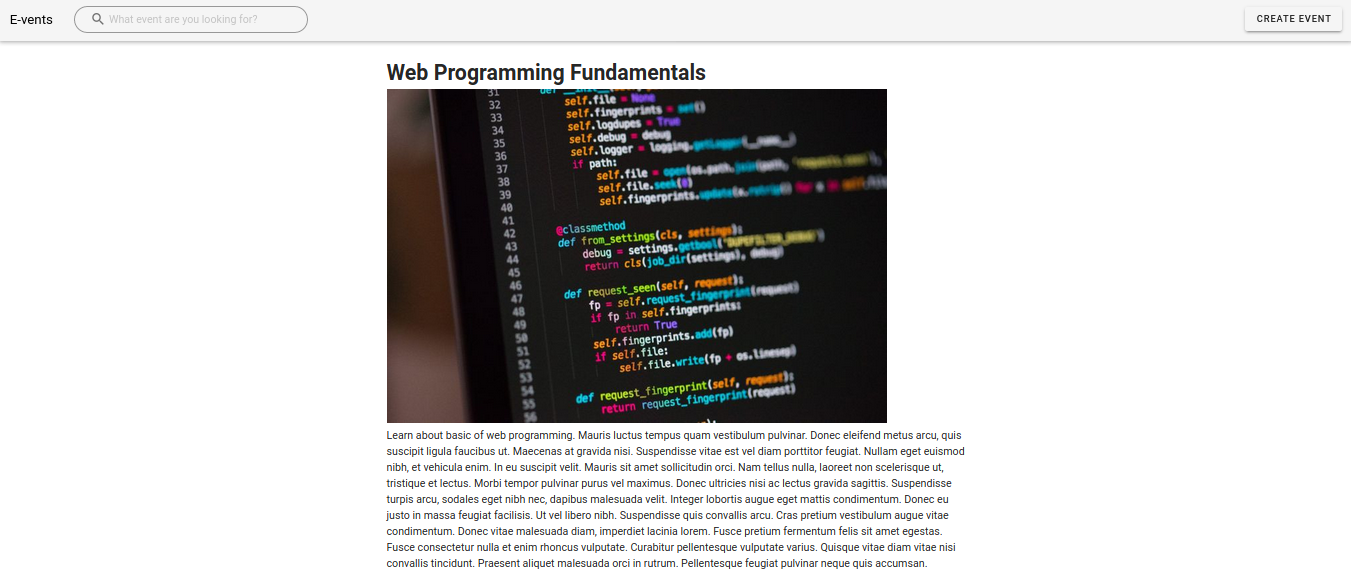 E-vents
What event are you looking for?
CREATE EVENT
Web Programming Fundamentals
31
32 self.file = None
33 self.fingerprints = set()
34 self.logdupes = True
35 self.debug = debug
36 self.logger = logging.getLogger(__name__)
37 if path:
38 self.file = open(os.path.join(path,
39 self.file.seek(0)
40 self.fingerprints.update(
41
42 @classmethod
43 def from_settings(cls, settings):
44 debug = settings.getbool(
45 return cls(job_dir(settings), debug)
46
47 def request_seen(self, request):
48 fp = self.request_fingerprint(request)
49 if fp in self.fingerprints:
50 return True
51 self.fingerprints.add(fp)
52 if self.file:
53 self.file.write(fp + os.linesep)
54
55 def request_fingerprint(self, request):
56 return request_fingerprint(request)
Learn about basic of web programming. Mauris luctus tempus quam vestibulum pulvinar. Donec eleifend metus arcu, quis
suscipit ligula faucibus ut. Maecenas at gravida nisi. Suspendisse vitae est vel diam porttitor feugiat. Nullam eget euismod
nibh, et vehicula enim. In eu suscipit velit. Mauris sit amet sollicitudin orci. Nam tellus nulla, laoreet non scelerisque ut,
tristique et lectus. Morbi tempor pulvinar purus vel maximus. Donec ultricies nisi ac lectus gravida sagittis. Suspendisse
turpis arcu, sodales eget nibh nec, dapibus malesuada velit. Integer lobortis augue eget mattis condimentum. Donec eu
justo in massa feugiat facilisis. Ut vel libero nibh. Suspendisse quis convallis arcu. Cras pretium vestibulum augue vitae
condimentum. Donec vitae malesuada diam, imperdiet lacinia lorem. Fusce pretium fermentum felis sit amet egestas.
Fusce consectetur nulla et enim rhoncus vulputate. Curabitur pellentesque vulputate varius. Quisque vitae diam vitae nisi
convallis tincidunt. Praesent aliquet malesuada orci in rutrum. Pellentesque feugiat pulvinar neque quis accumsan.